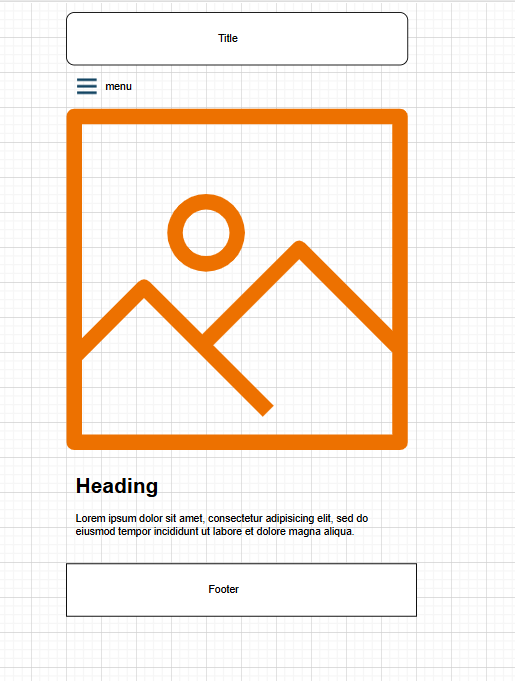 Title
menu
Heading
Lorem ipsum dolor sit amet, consectetur adipisicing elit, sed do
eiusmod tempor incididunt ut labore et dolore magna aliqua.
Footer